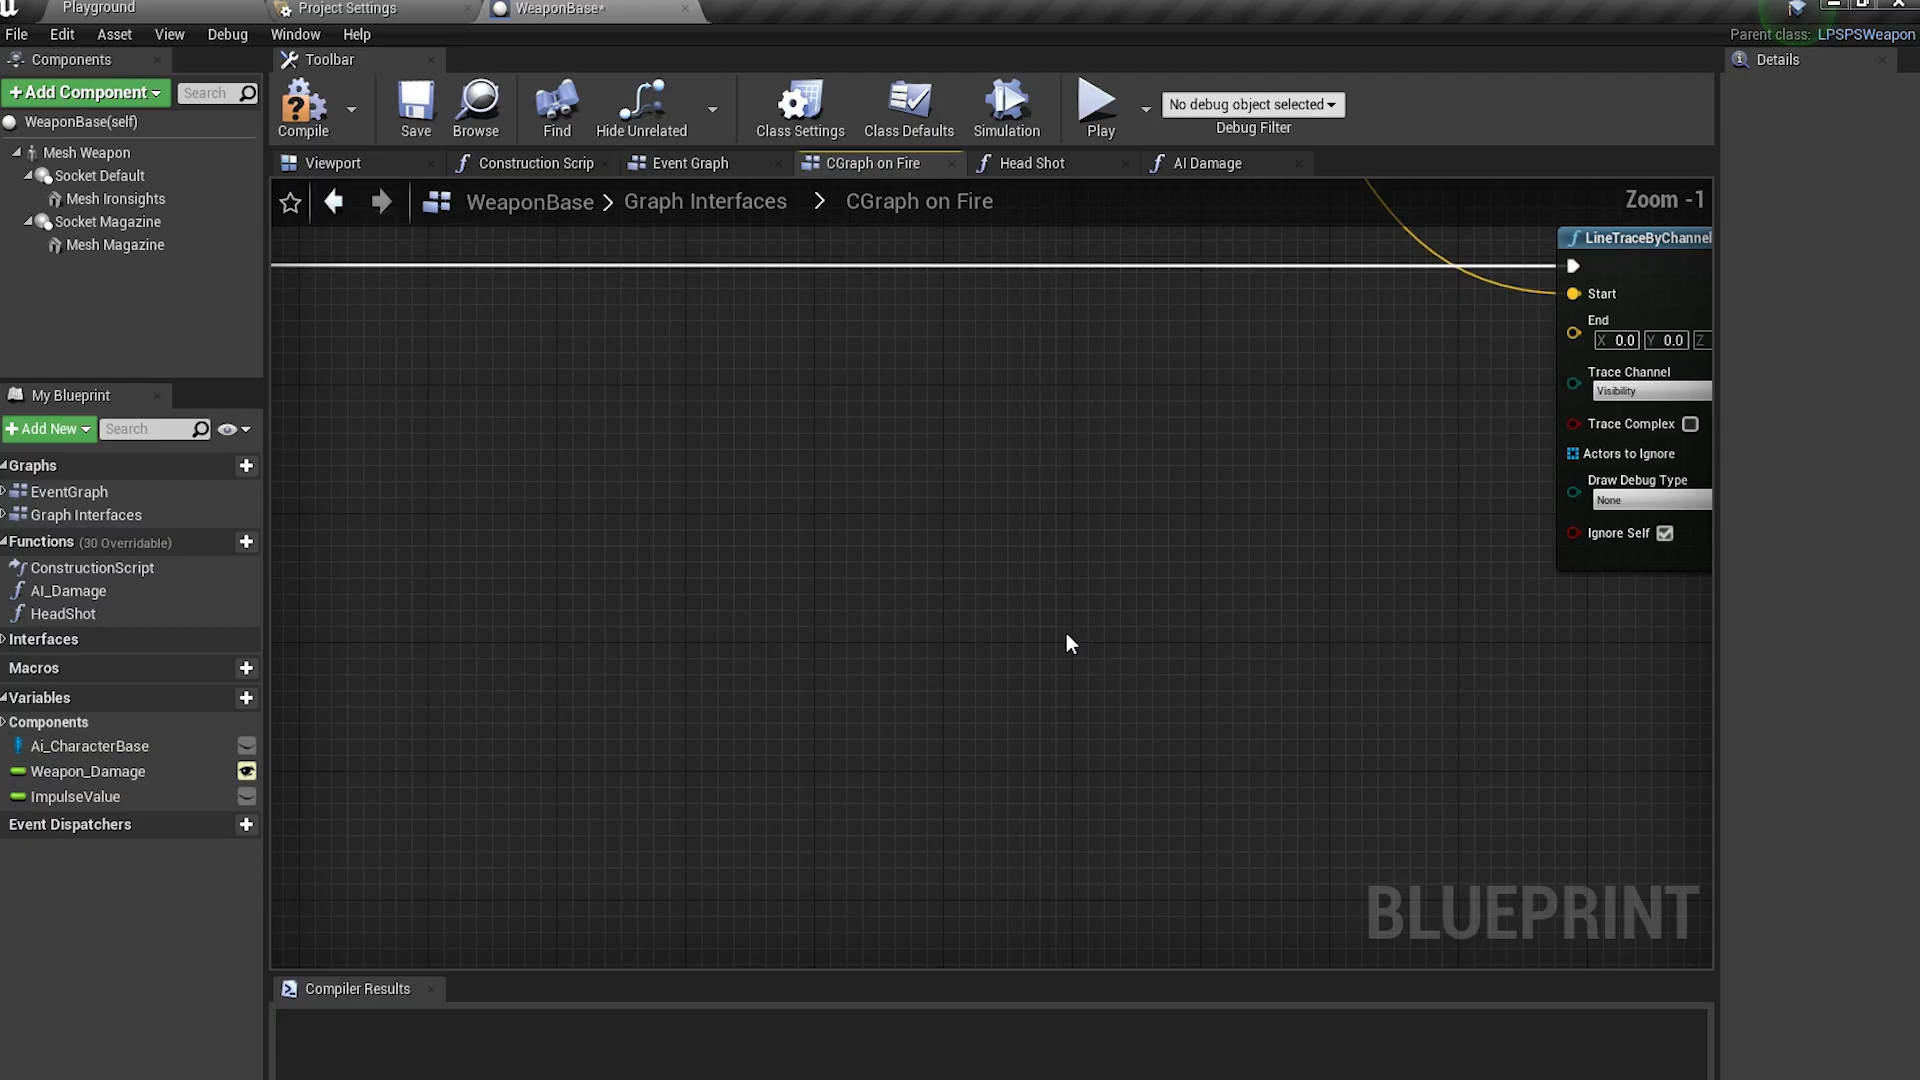 Playground
Project Settings
WeaponBase*
File
Edit
Asset
View
Debug
Window
Help
Parent class: LPSPSWeapon
Components
Toolbar
Details
Add Component
Search
WeaponBase(self)
Mesh Weapon
Socket Default
Mesh Ironsights
Socket Magazine
Mesh Magazine
Compile
Save
Browse
Find
Hide Unrelated
Class Settings
Class Defaults
Simulation
Play
No debug object selected
Debug Filter
Viewport
Construction Scrip
Event Graph
CGraph on Fire
Head Shot
AI Damage
WeaponBase > Graph Interfaces > CGraph on Fire
Zoom -1
LineTraceByChannel
Start
End
X 0.0 Y 0.0 Z
Trace Channel
Visibility
Trace Complex
Actors to Ignore
Draw Debug Type
None
Ignore Self
My Blueprint
Add New
Search
Graphs
EventGraph
Graph Interfaces
Functions (30 Overridable)
ConstructionScript
AI_Damage
HeadShot
Interfaces
Macros
Variables
Components
Ai_CharacterBase
Weapon_Damage
ImpulseValue
Event Dispatchers
BLUEPRINT
Compiler Results